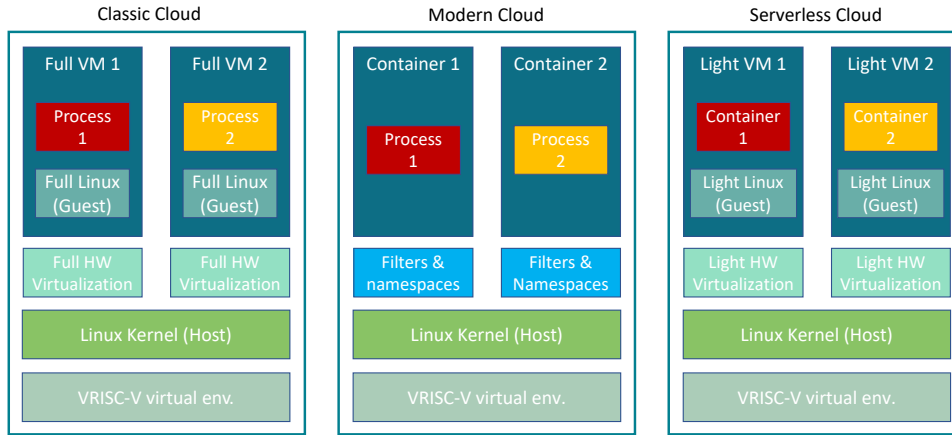 Classic Cloud
Full VM 1
Full VM 2
Process
1
Process
2
Full Linux
(Guest)
Full Linux
(Guest)
Full HW
Virtualization
Full HW
Virtualization
Linux Kernel (Host)
VRISC-V virtual env.
Modern Cloud
Container 1
Container 2
Process
1
Process
2
Filters &
namespaces
Filters &
Namespaces
Linux Kernel (Host)
VRISC-V virtual env.
Serverless Cloud
Light VM 1
Light VM 2
Container
1
Container
2
Light Linux
(Guest)
Light Linux
(Guest)
Light HW
Virtualization
Light HW
Virtualization
Linux Kernel (Host)
VRISC-V virtual env.